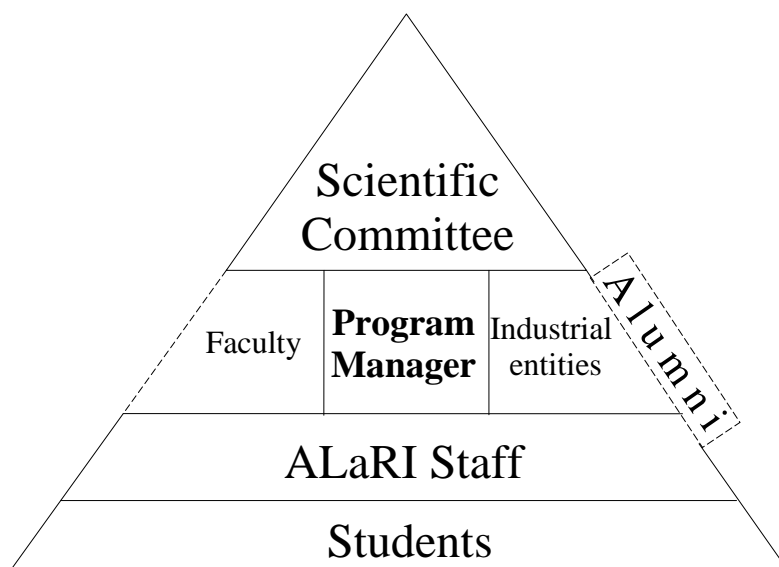 Scientific
Committee
Faculty
Program
Manager
Industrial
entities
Alumni
ALaRI Staff
Students